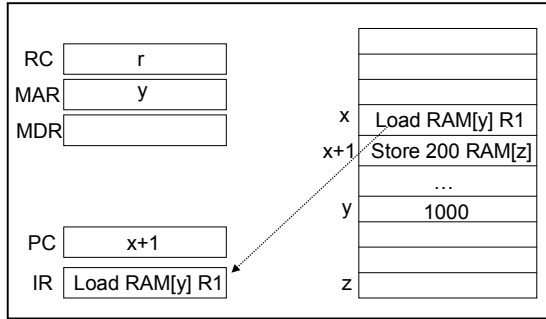 RC r
MAR y
MDR
PC x+1
IR Load RAM[y] R1
x Load RAM[y] R1
x+1 Store 200 RAM[z]
...
y 1000
z